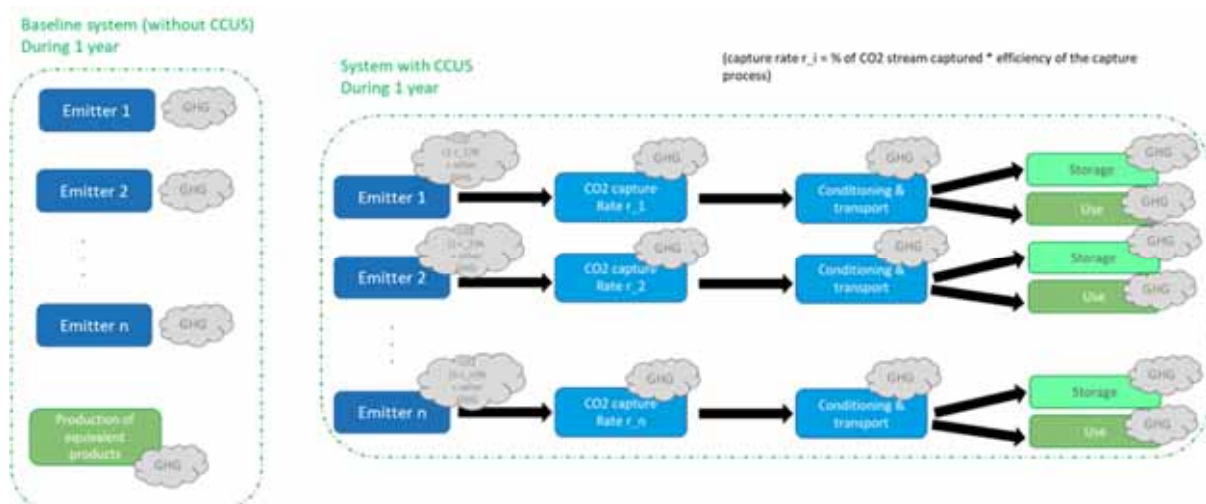 Baseline system (without CCUS)
During 1 year
Emitter 1
GHG
Emitter 2
GHG
Emitter n
GHG
Production of
equivalent
products
GHG
System with CCUS
During 1 year
(capture rate r_i = % of CO2 stream captured * efficiency of the capture
process)
Emitter 1
CO2 capture
Rate r_1
GHG
Conditioning &
transport
GHG
Storage
GHG
Use
GHG
Emitter 2
CO2 capture
Rate r_2
GHG
Conditioning &
transport
GHG
Storage
GHG
Use
GHG
Emitter n
CO2 capture
Rate r_n
GHG
Conditioning &
transport
GHG
Storage
GHG
Use
GHG